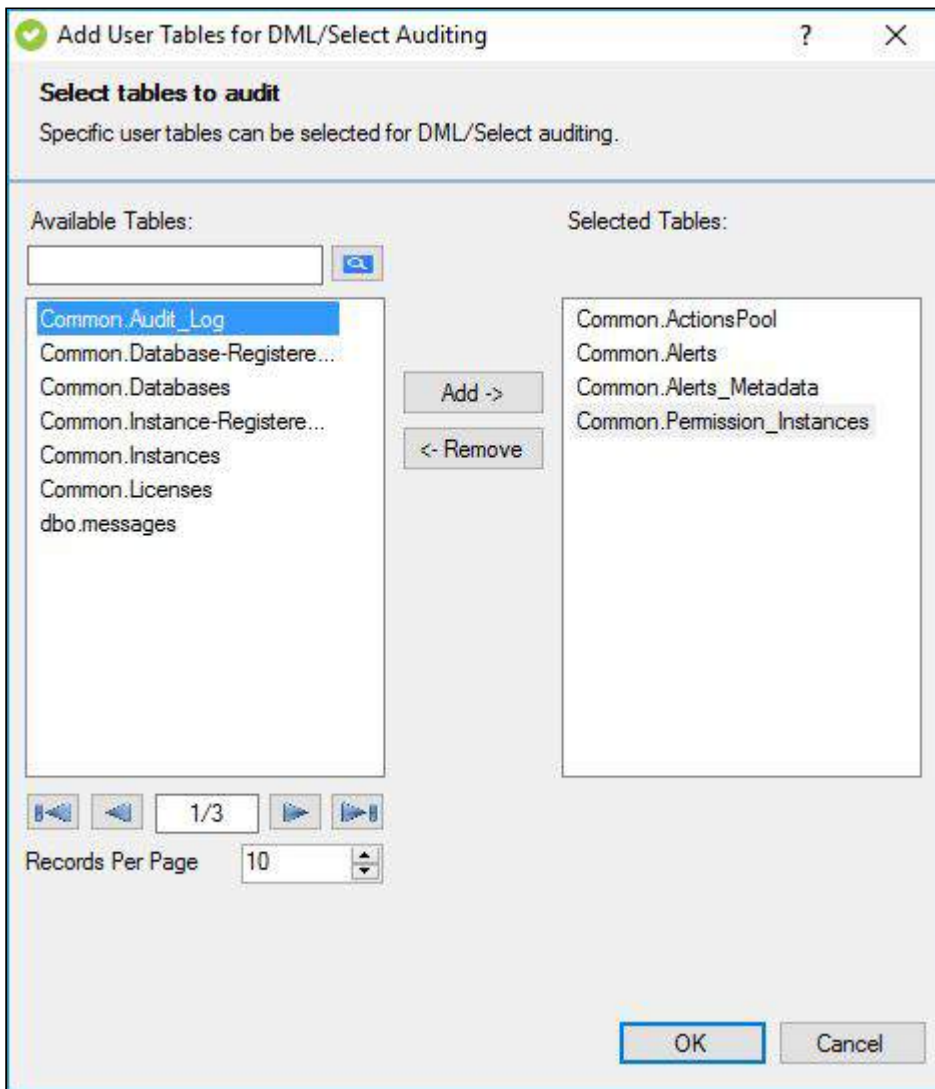 Add User Tables for DML/Select Auditing
?
Select tables to audit
Specific user tables can be selected for DML/Select auditing.
Available Tables:
Selected Tables:
Common.Audit_Log
Common.Database-Registere...
Common.Databases
Common.Instance-Registere...
Common.Instances
Common.Licenses
dbo.messages
Add ->
<- Remove
Common.ActionsPool
Common.Alerts
Common.Alerts_Metadata
Common.Permission_Instances
1/3
Records Per Page 10
OK Cancel